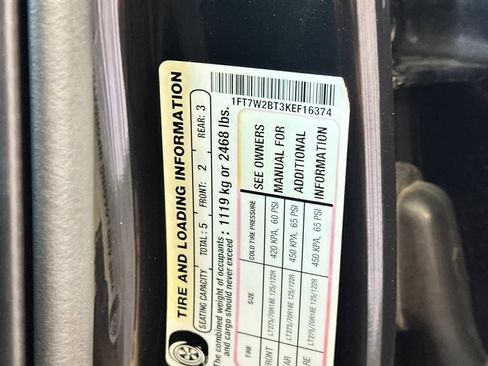 1FT7W2BT3KEF16374
TIRE AND LOADING INFORMATION
SEATING CAPACITY TOTAL: 5 FRONT: 2 REAR: 3
The combined weight of occupants
and cargo should never exceed : 1119 kg or 2468 lbs.
TIRE SIZE COLD TIRE PRESSURE
FRONT LT275/70R18E 125/122R 420 KPA, 60 PSI
LT275/70R18E 125/122R 450 KPA, 65 PSI
LT275/70R18E 125/122R 450 KPA, 65 PSI
SEE OWNERS
MANUAL FOR
ADDITIONAL
INFORMATION